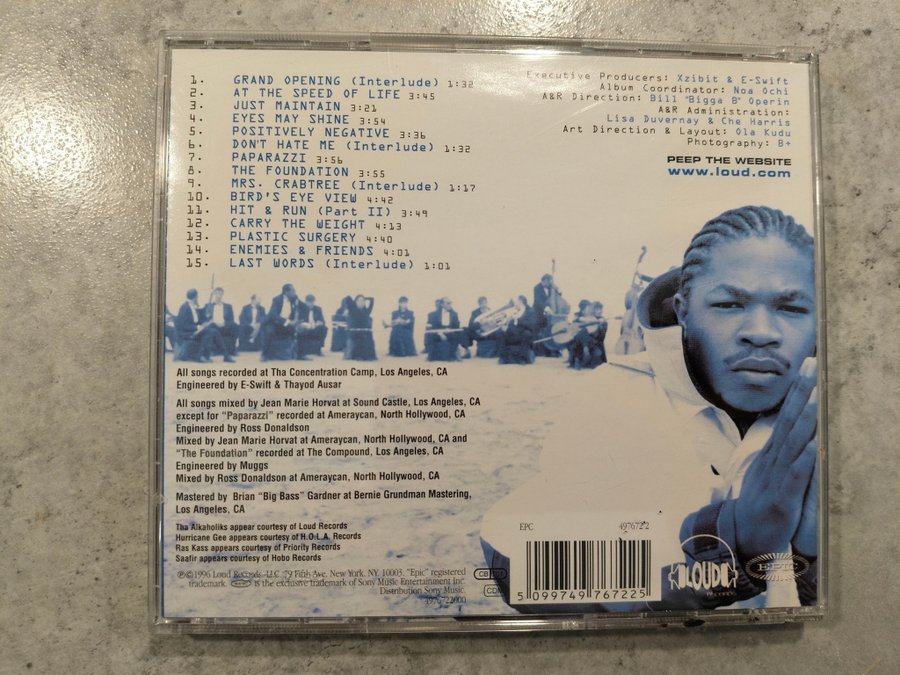 1. GRAND OPENING (Interlude) 1:32
2. AT THE SPEED OF LIFE 3:45
3. JUST MAINTAIN 3:21
4. EYES MAY SHINE 3:54
5. POSITIVELY NEGATIVE 3:36
6. DON'T HATE ME (Interlude) 1:32
7. PAPARAZZI 3:56
8. THE FOUNDATION 3:55
9. MRS. CRABTREE (Interlude) 1:17
10. BIRD'S EYE VIEW 4:42
11. HIT & RUN (Part II) 3:49
12. CARRY THE WEIGHT 4:13
13. PLASTIC SURGERY 4:40
14. ENEMIES & FRIENDS 4:01
15. LAST WORDS (Interlude) 1:01
Executive Producers: Xzibit & E-Swift
Album Coordinator: Noa Ochi
A&R Direction: Bill "Bigga B" Operin
A&R Administration:
Lisa Duvernay & Che Harris
Art Direction & Layout: Ola Kudu
Photography: B+
PEEP THE WEBSITE
www.loud.com
All songs recorded at Tha Concentration Camp, Los Angeles, CA
Engineered by E-Swift & Thayod Ausar
All songs mixed by Jean Marie Horvat at Sound Castle, Los Angeles, CA
except for "Paparazzi" recorded at Ameraycan, North Hollywood, CA
Engineered by Ross Donaldson
Mixed by Jean Marie Horvat at Ameraycan, North Hollywood, CA and
"The Foundation" recorded at The Compound, Los Angeles, CA
Engineered by Muggs
Mixed by Ross Donaldson at Ameraycan, North Hollywood, CA
Mastered by Brian "Big Bass" Gardner at Bernie Grundman Mastering,
Los Angeles, CA
Tha Alkaholiks appear courtesy of Loud Records
Hurricane Gee appears courtesy of H.O.L.A. Records
Ras Kass appears courtesy of Priority Records
Saafir appears courtesy of Hobo Records
℗©1996 Loud Records LLC 79 Fifth Ave. New York, NY. 10003. "Epic" registered
trademark. is the exclusive trademark of Sony Music Entertainment Inc.
Distribution Sony Music.
4976722000
CB
CDM
EPC 497672 2
5 099749 767225
LOUD
RECORDS
EPIC